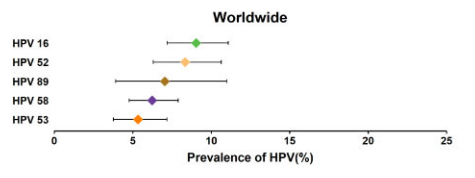 Worldwide
HPV 16
HPV 52
HPV 89
HPV 58
HPV 53
0 5 10 15 20 25
Prevalence of HPV(%)